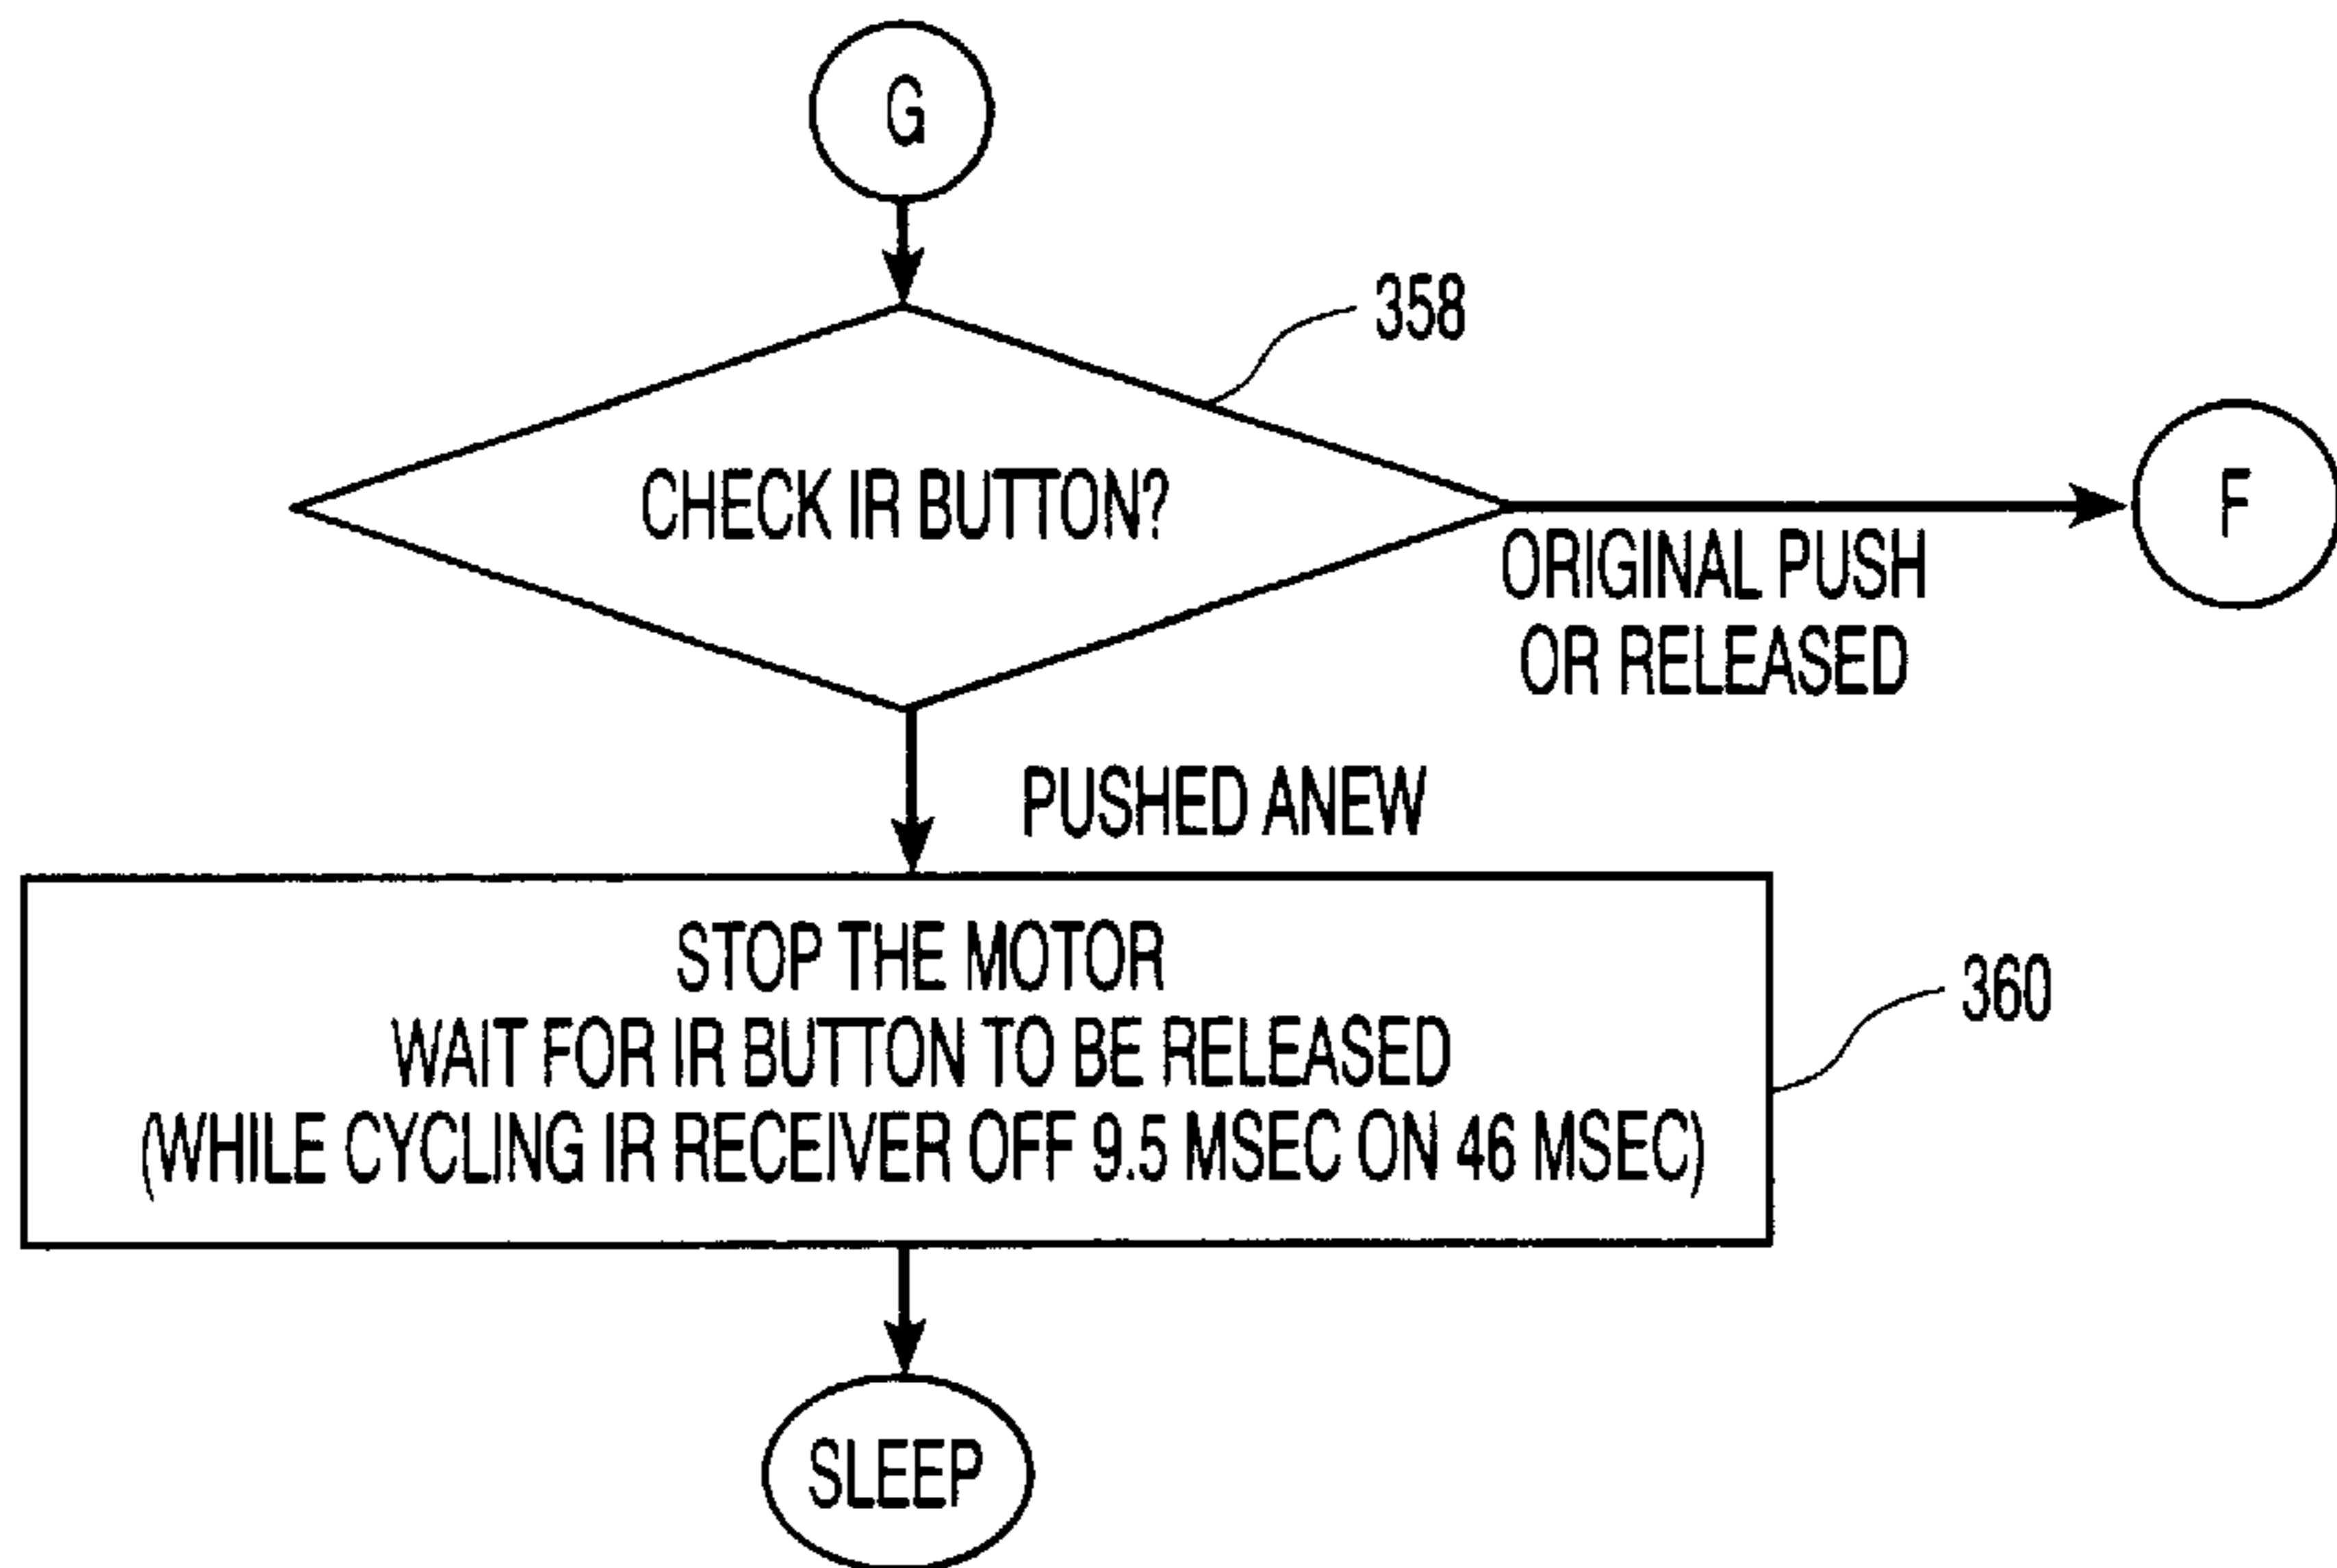 G
358
CHECK IR BUTTON?
F
ORIGINAL PUSH
OR RELEASED
PUSHED ANEW
STOP THE MOTOR
WAIT FOR IR BUTTON TO BE RELEASED
(WHILE CYCLING IR RECEIVER OFF 9.5 MSEC ON 46 MSEC)
360
SLEEP